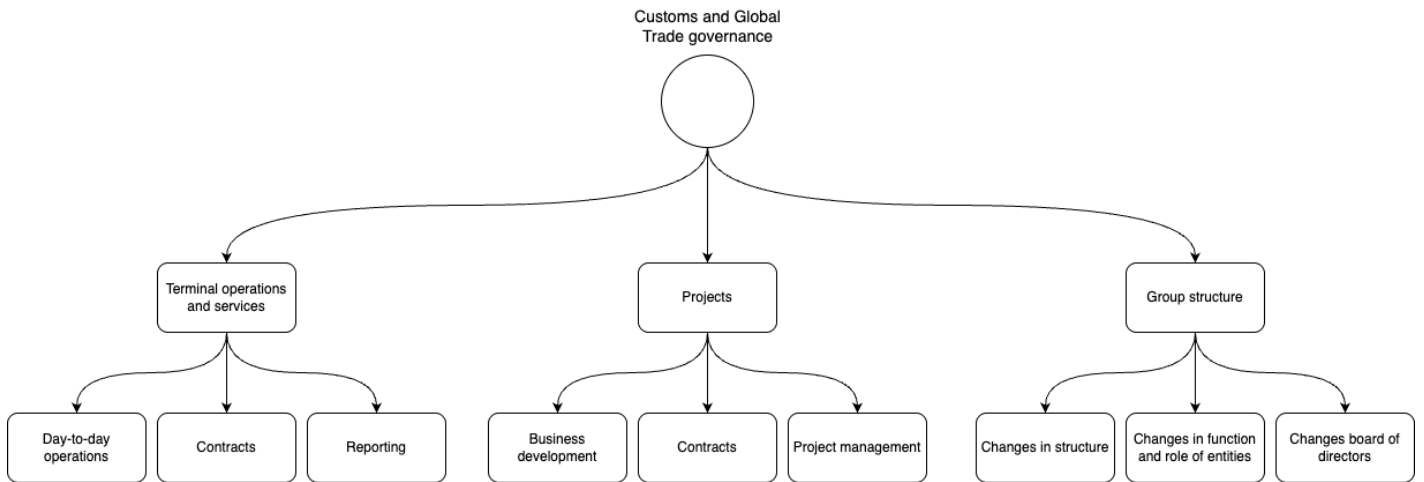 Customs and Global
Trade governance
Terminal operations
and services
Projects
Group structure
Day-to-day
operations
Contracts
Reporting
Business
development
Contracts
Project management
Changes in structure
Changes in function
and role of entities
Changes board of
directors